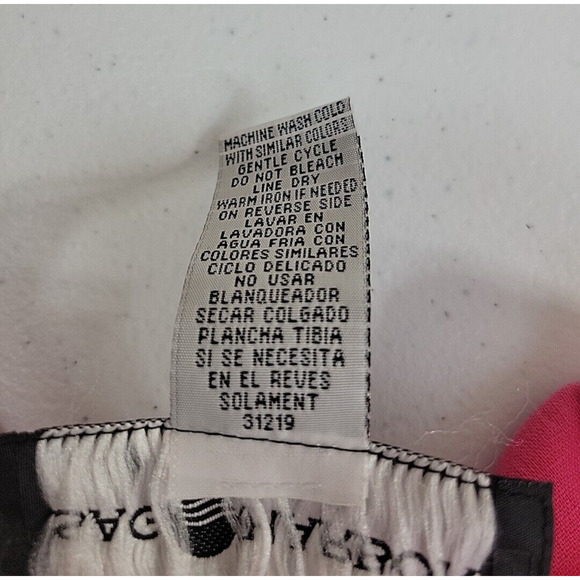 MACHINE WASH COLD
WITH SIMILAR COLORS
GENTLE CYCLE
DO NOT BLEACH
LINE DRY
WARM IRON IF NEEDED
ON REVERSE SIDE
LAVAR EN
LAVADORA CON
AGUA FRIA CON
COLORES SIMILARES
CICLO DELICADO
NO USAR
BLANQUEADOR
SECAR COLGADO
PLANCHA TIBIA
SI SE NECESITA
EN EL REVES
SOLAMENT
31219